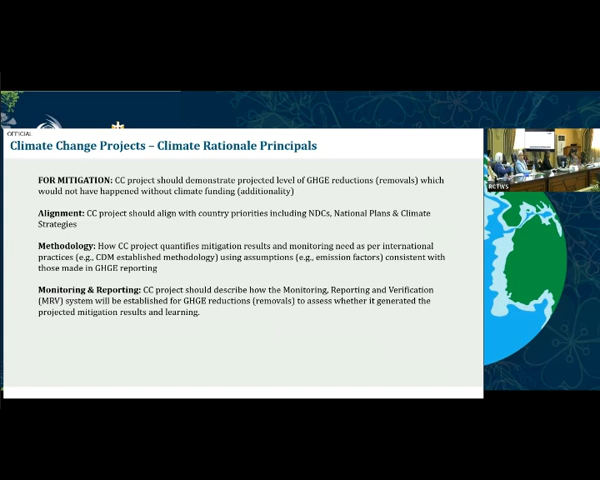 OFFICIAL
Climate Change Projects – Climate Rationale Principals
FOR MITIGATION: CC project should demonstrate projected level of GHGE reductions (removals) which
would not have happened without climate funding (additionality)
Alignment: CC project should align with country priorities including NDCs, National Plans & Climate
Strategies
Methodology: How CC project quantifies mitigation results and monitoring need as per international
practices (e.g., CDM established methodology) using assumptions (e.g., emission factors) consistent with
those made in GHGE reporting
Monitoring & Reporting: CC project should describe how the Monitoring, Reporting and Verification
(MRV) system will be established for GHGE reductions (removals) to assess whether it generated the
projected mitigation results and learning.